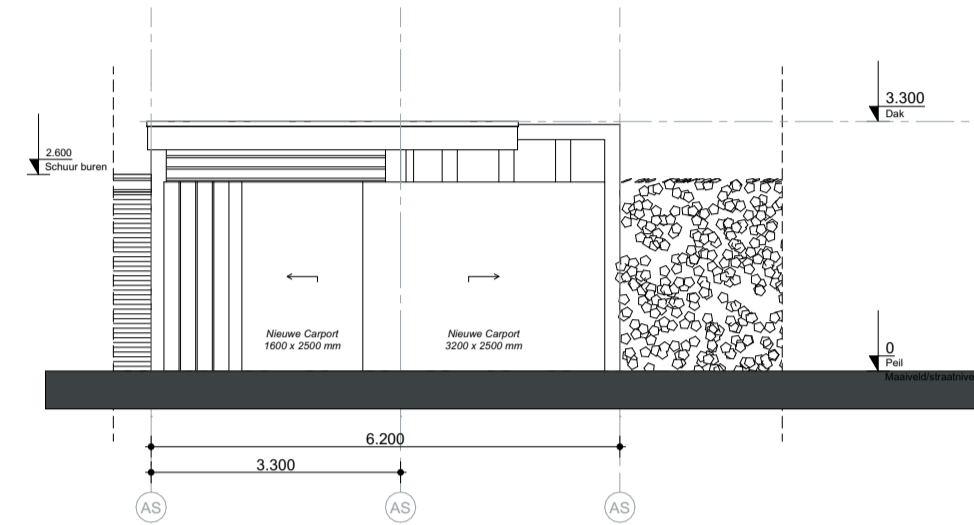 3.300
Dak
2.600
Schuur buren
Nieuwe Carport
1600 x 2500 mm
Nieuwe Carport
3200 x 2500 mm
0
Peil
Maaiveld/straatnive
6.200
3.300
AS
AS
AS